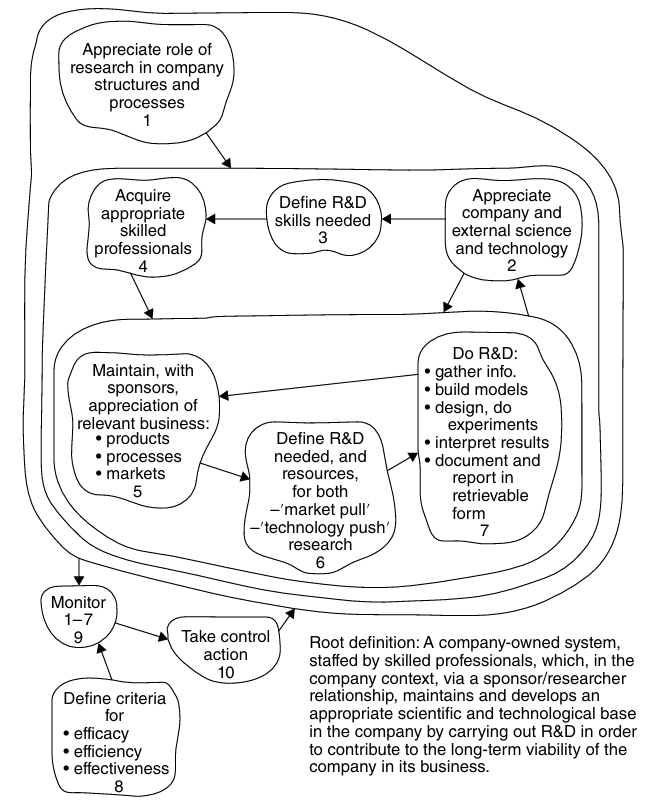 Appreciate role of
research in company
structures and
processes
1
Acquire
appropriate
skilled
professionals
4
Define R&D
skills needed
3
Appreciate
company and
external science
and technology
2
Maintain, with
sponsors,
appreciation of
relevant business:
• products
• processes
• markets
5
Define R&D
needed, and
resources,
for both
–'market pull'
–'technology push'
research
6
Do R&D:
• gather info.
• build models
• design, do
experiments
• interpret results
• document and
report in
retrievable
form
7
Monitor
1–7
9
Take control
action
10
Define criteria
for
• efficacy
• efficiency
• effectiveness
8
Root definition: A company-owned system,
staffed by skilled professionals, which, in the
company context, via a sponsor/researcher
relationship, maintains and develops an
appropriate scientific and technological base
in the company by carrying out R&D in order
to contribute to the long-term viability of the
company in its business.